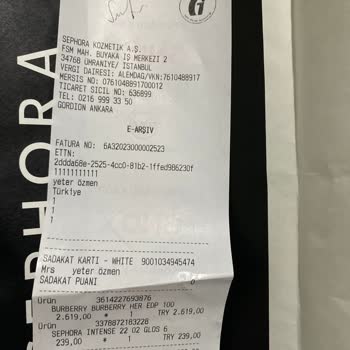 SEPHORA
SEPHORA KOZMETIK A.Ş.
FSM MAH. BUYAKA İŞ MERKEZI 2
34768 ÜMRANIYE/ İSTANBUL
VERGI DAIRESI: ALEMDAG/VKN:7610488917
MERSIS NO: 0761048891700012
TICARET SICIL NO: 636899
TEL: 0216 999 33 50
GORDION ANKARA
E-ARŞIV
FATURA NO: 6A32023000002523
ETTN:
2ddda68e-2525-4cc0-81b2-1ffed986230f
11111111111
yeter özmen
Türkiye
1
1
1
SADAKAT KARTI - WHITE 9001034945474
Mrs yeter özmen
SADAKAT PUANI 0
ürün 3614227693876
BURBERRY BURBERRY HER EDP 100
2.619,00 * 1 TRY 2.619,00
ürün 3378872183228
SEPHORA INTENSE 22 02 GLOS 6
239,00 * 1 TRY 239,00